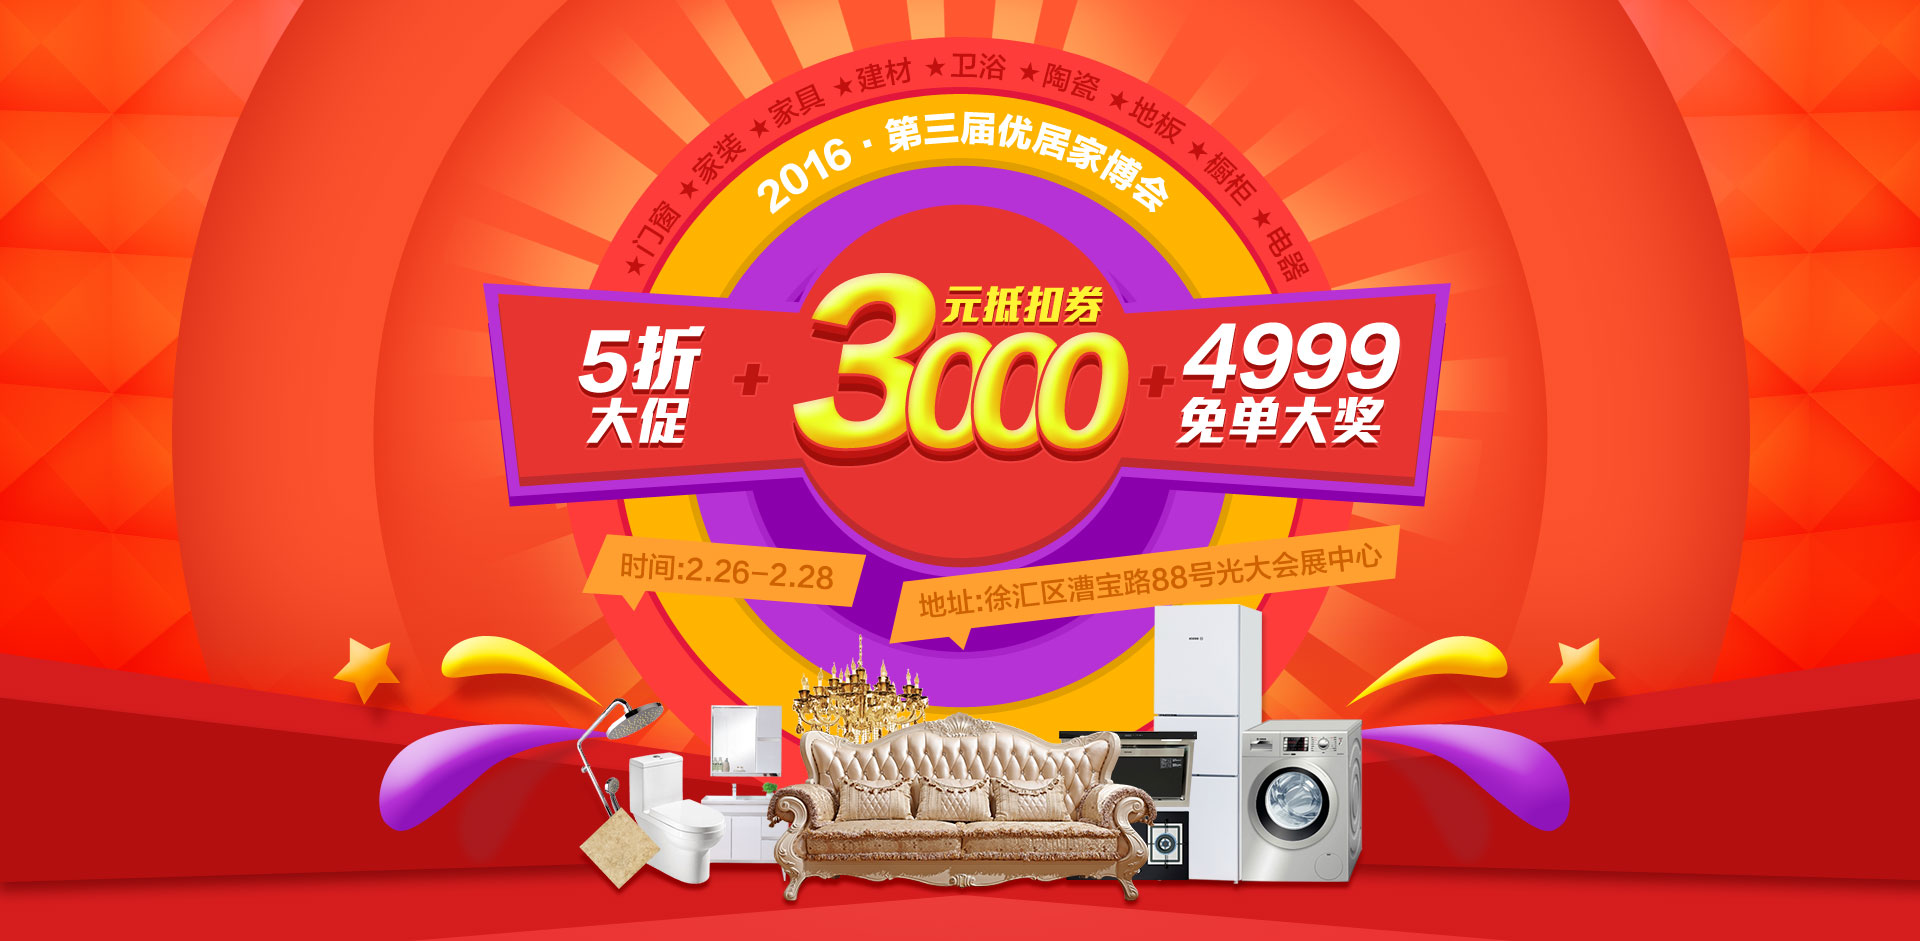 ★门窗★家装★家具★建材★卫浴★陶瓷★地板★橱柜★电器
2016·第三届优居家博会
5折
大促
+
3000
元抵扣券
+
4999
免单大奖
时间:2.26-2.28
地址:徐汇区漕宝路88号光大会展中心